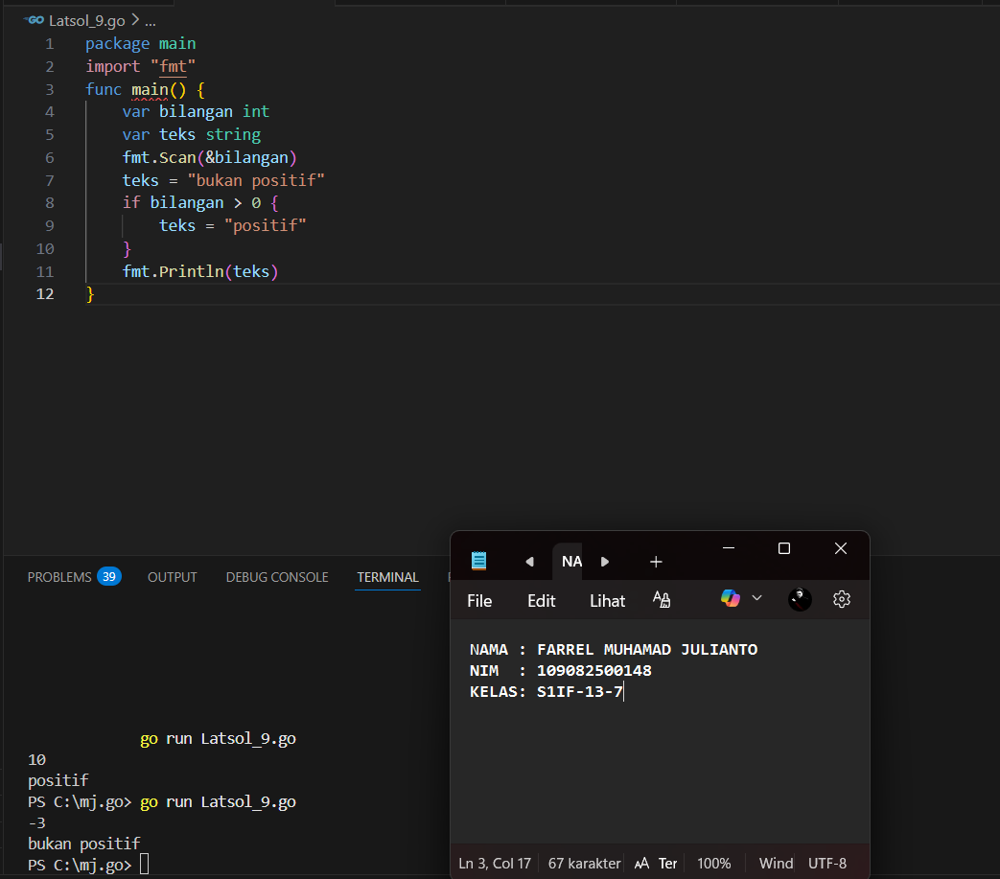 Latsol_9.go > ...
1 package main
2 import "fmt"
3 func main() {
4 var bilangan int
5 var teks string
6 fmt.Scan(&bilangan)
7 teks = "bukan positif"
8 if bilangan > 0 {
9 teks = "positif"
10 }
11 fmt.Println(teks)
12 }
PROBLEMS 39 OUTPUT DEBUG CONSOLE TERMINAL
go run Latsol_9.go
10
positif
PS C:\mj.go> go run Latsol_9.go
-3
bukan positif
PS C:\mj.go>
NA
File Edit Lihat
NAMA : FARREL MUHAMAD JULIANTO
NIM : 109082500148
KELAS: S1IF-13-7
Ln 3, Col 17 67 karakter Ter 100% Wind UTF-8